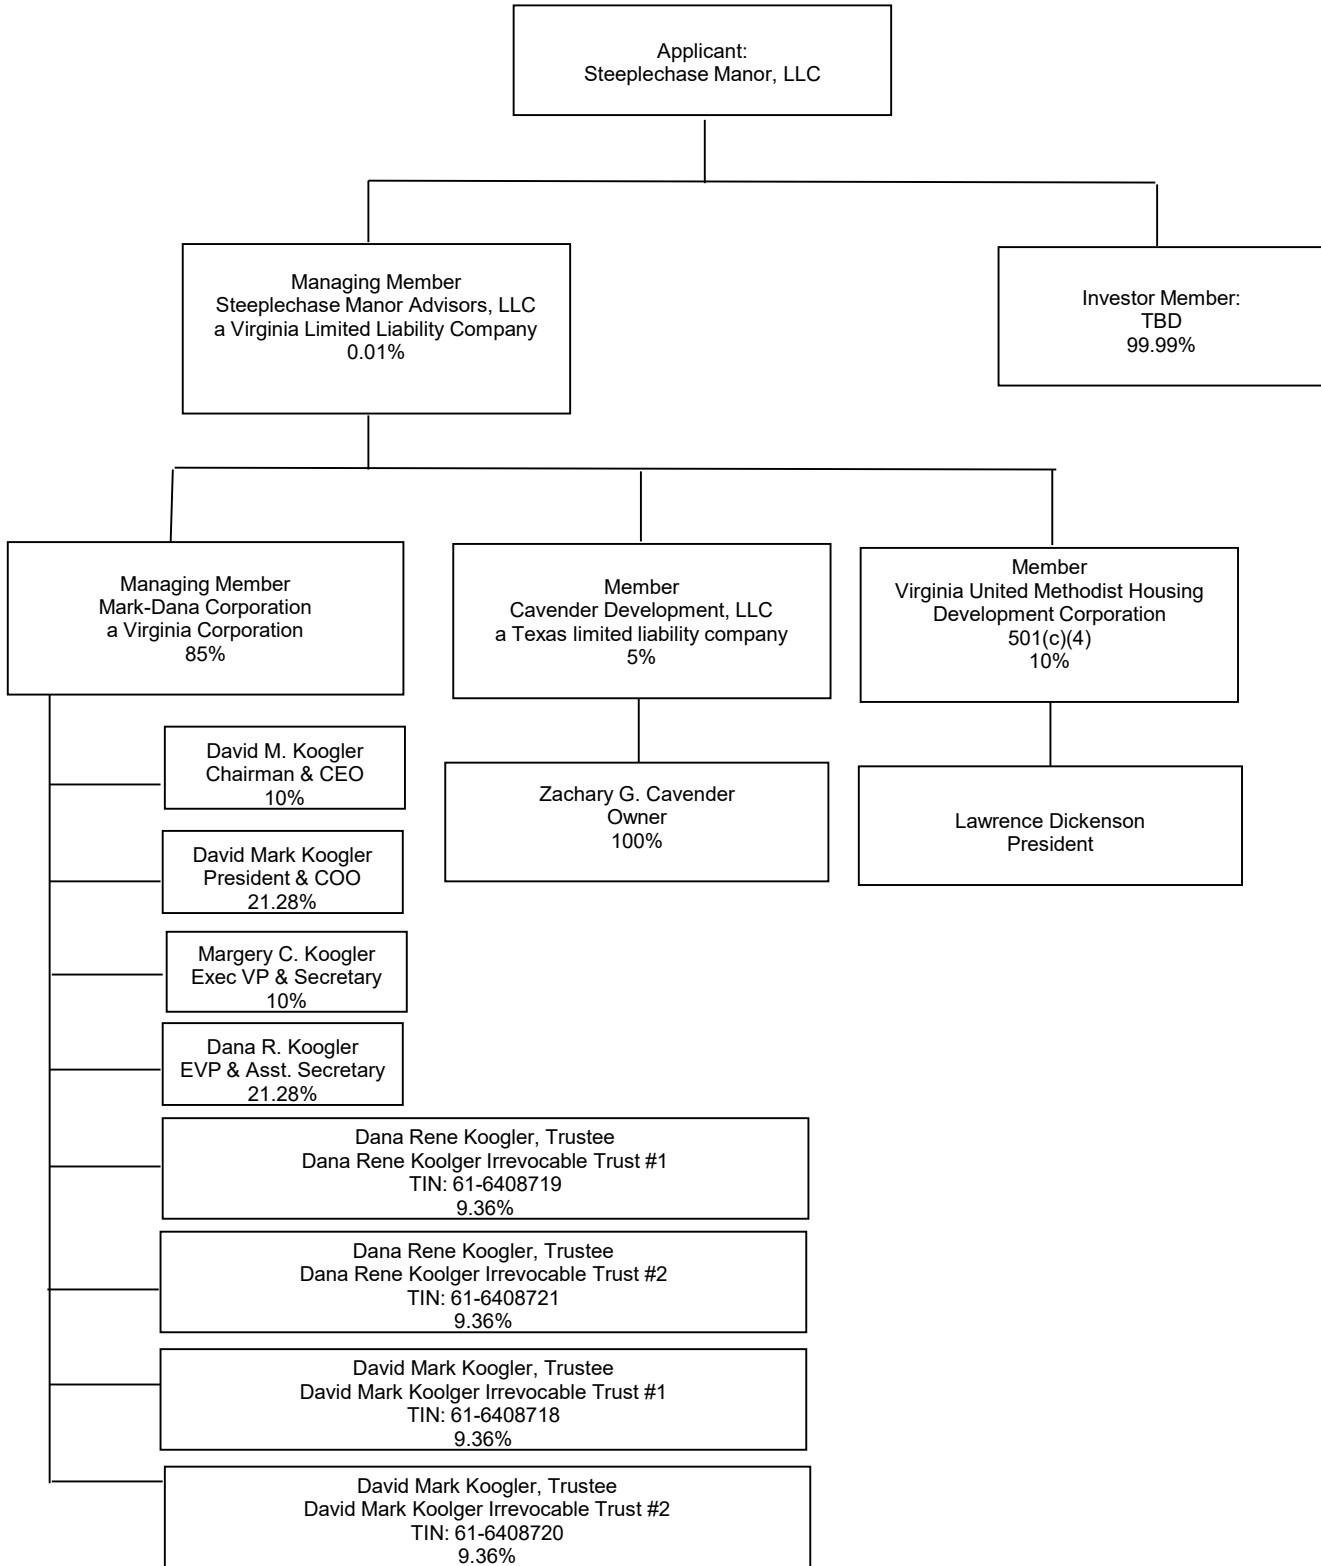 Applicant:
Steeplechase Manor, LLC
Managing Member
Steeplechase Manor Advisors, LLC
a Virginia Limited Liability Company
0.01%
Investor Member:
TBD
99.99%
Managing Member
Mark-Dana Corporation
a Virginia Corporation
85%
Member
Cavender Development, LLC
a Texas limited liability company
5%
Member
Virginia United Methodist Housing
Development Corporation
501(c)(4)
10%
David M. Koogler
Chairman & CEO
10%
David Mark Koogler
President & COO
21.28%
Margery C. Koogler
Exec VP & Secretary
10%
Dana R. Koogler
EVP & Asst. Secretary
21.28%
Dana Rene Koogler, Trustee
Dana Rene Koolger Irrevocable Trust #1
TIN: 61-6408719
9.36%
Dana Rene Koogler, Trustee
Dana Rene Koolger Irrevocable Trust #2
TIN: 61-6408721
9.36%
David Mark Koogler, Trustee
David Mark Koolger Irrevocable Trust #1
TIN: 61-6408718
9.36%
David Mark Koogler, Trustee
David Mark Koolger Irrevocable Trust #2
TIN: 61-6408720
9.36%
Zachary G. Cavender
Owner
100%
Lawrence Dickenson
President